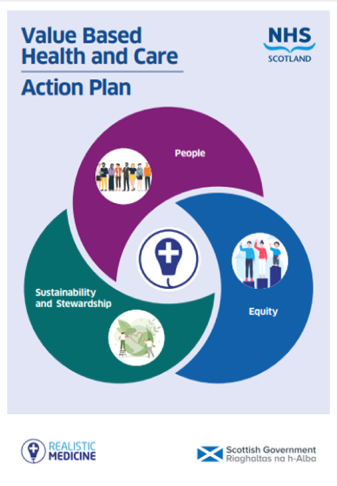 Value Based
Health and Care
Action Plan
NHS
SCOTLAND
People
Sustainability
and Stewardship
Equity
REALISTIC
MEDICINE
Scottish Government
Riaghaltas na h-Alba